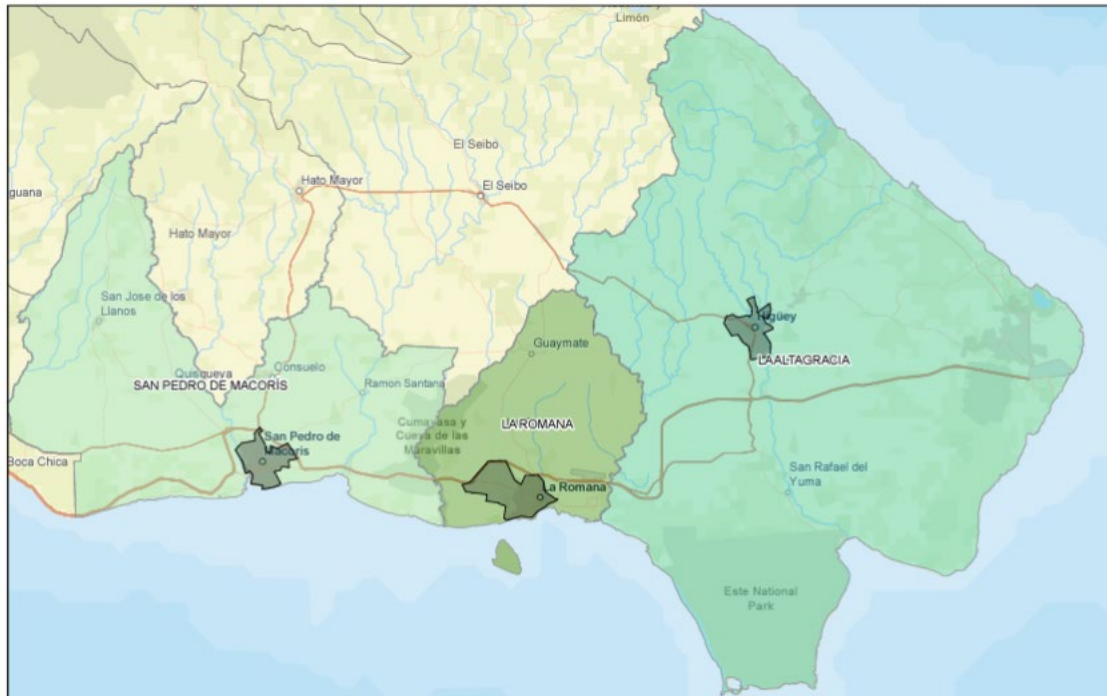 Limón
El Seibo
Hato Mayor
El Seibo
guana
Hato Mayor
San Jose de los
Llanos
Higüey
Guaymate
LA ALTAGRACIA
Quisqueya
Consuelo
SAN PEDRO DE MACORÍS
Ramon Santana
Cumayasa y
Cueva de las
Maravillas
LA ROMANA
San Pedro de
Macoris
Boca Chica
La Romana
San Rafael del
Yuma
Este National
Park